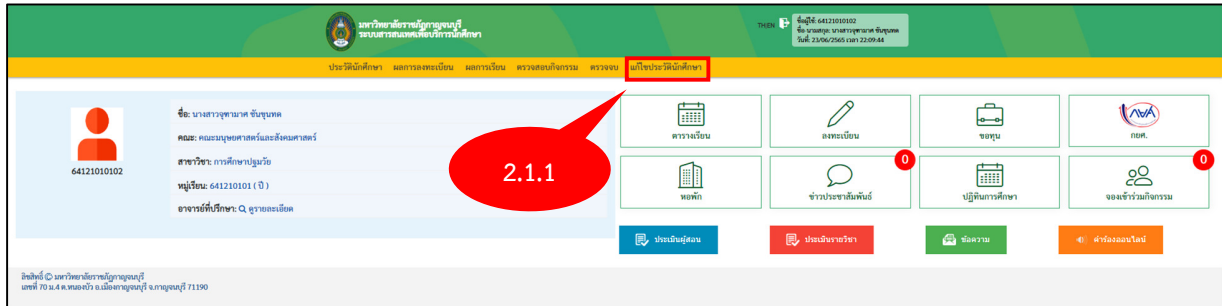 มหาวิทยาลัยราชภัฏกาญจนบุรี
ระบบสารสนเทศเพื่อบริการนักศึกษา
TH|EN
ชื่อผู้ใช้: 64121010102
ชื่อ นามสกุล: นางสาวจุฑามาศ ขันขุนทด
วันที่: 23/06/2565 เวลา 22:09:44
ประวัตินักศึกษา ผลการลงทะเบียน ผลการเรียน ตรวจสอบกิจกรรม ตรวจจบ แก้ไขประวัตินักศึกษา
64121010102
ชื่อ: นางสาวจุฑามาศ ขันขุนทด
คณะ: คณะมนุษยศาสตร์และสังคมศาสตร์
สาขาวิชา: การศึกษาปฐมวัย
หมู่เรียน: 641210101 ( ปี )
อาจารย์ที่ปรึกษา: ดูรายละเอียด
2.1.1
ตารางเรียน
ลงทะเบียน
ขอทุน
กยศ.
หอพัก
0
ข่าวประชาสัมพันธ์
ปฏิทินการศึกษา
0
จองเข้าร่วมกิจกรรม
ประเมินผู้สอน
ประเมินรายวิชา
ข้อความ
คำร้องออนไลน์
ลิขสิทธิ์ © มหาวิทยาลัยราชภัฏกาญจนบุรี
เลขที่ 70 ม.4 ต.หนองบัว อ.เมืองกาญจนบุรี จ.กาญจนบุรี 71190